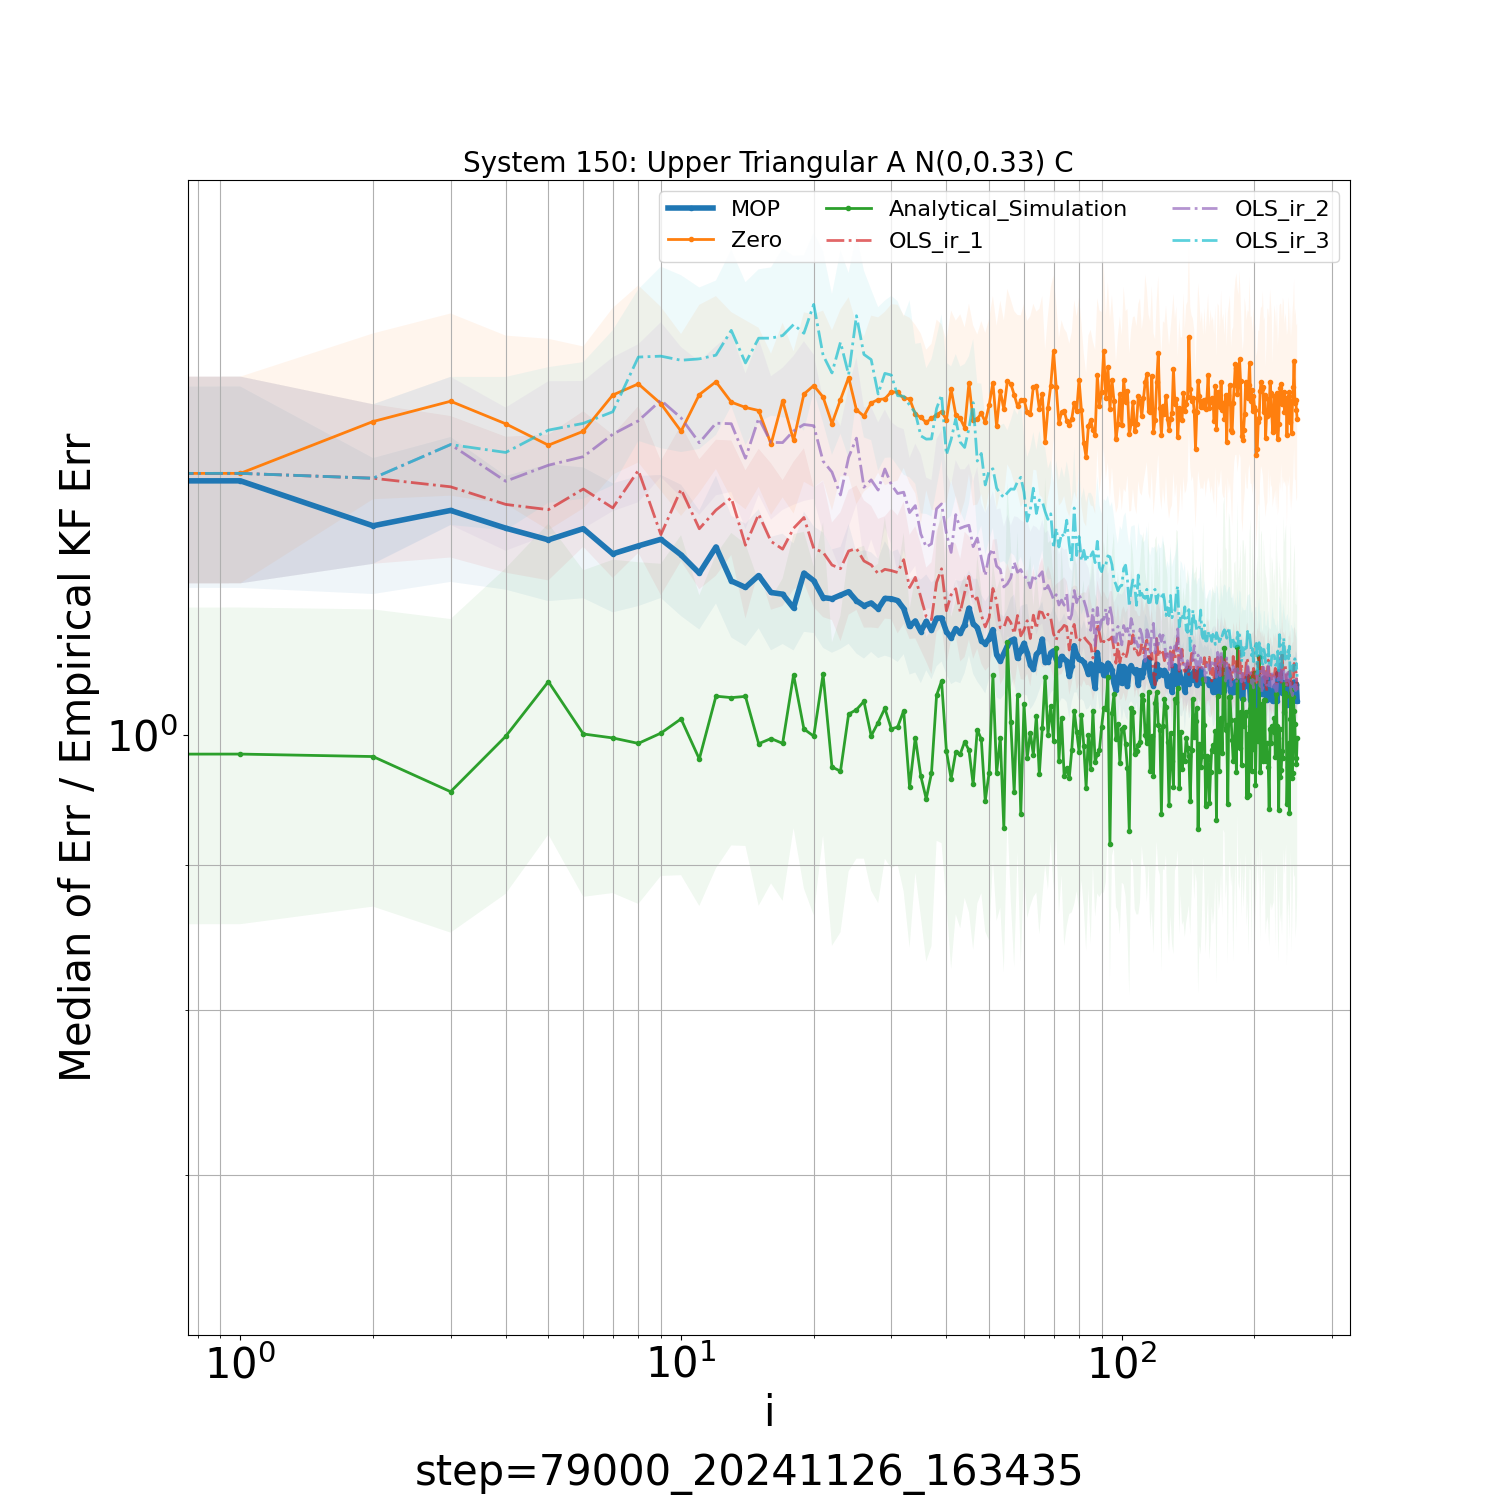 System 150: Upper Triangular A N(0,0.33) C
MOP
Zero
Analytical_Simulation
OLS_ir_1
OLS_ir_2
OLS_ir_3
Median of Err / Empirical KF Err
10⁰
10⁰ 10¹ 10²
i
step=79000_20241126_163435